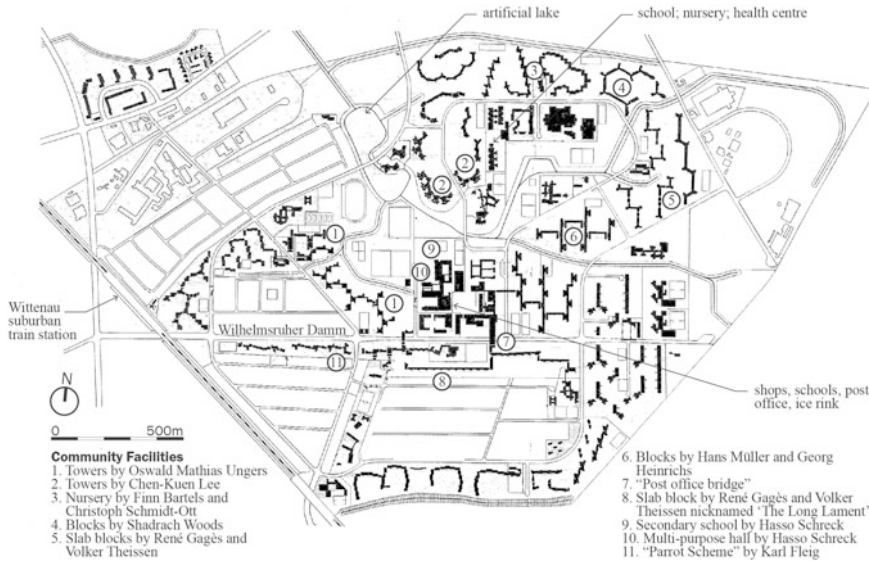 artificial lake
school; nursery; health centre
3
4
2
2
5
1
6
9
10
1
Wittenau
suburban
train station
Wilhelmsruher Damm
7
11
8
shops, schools, post
office, ice rink
N
0 500m
Community Facilities
1. Towers by Oswald Mathias Ungers
2. Towers by Chen-Kuen Lee
3. Nursery by Finn Bartels and
Christoph Schmidt-Ott
4. Blocks by Shadrach Woods
5. Slab blocks by René Gagès and
Volker Theissen
6. Blocks by Hans Müller and Georg
Heinrichs
7. “Post office bridge”
8. Slab block by René Gagès and Volker
Theissen nicknamed ‘The Long Lament’
9. Secondary school by Hasso Schreck
10. Multi-purpose hall by Hasso Schreck
11. “Parrot Scheme” by Karl Fleig